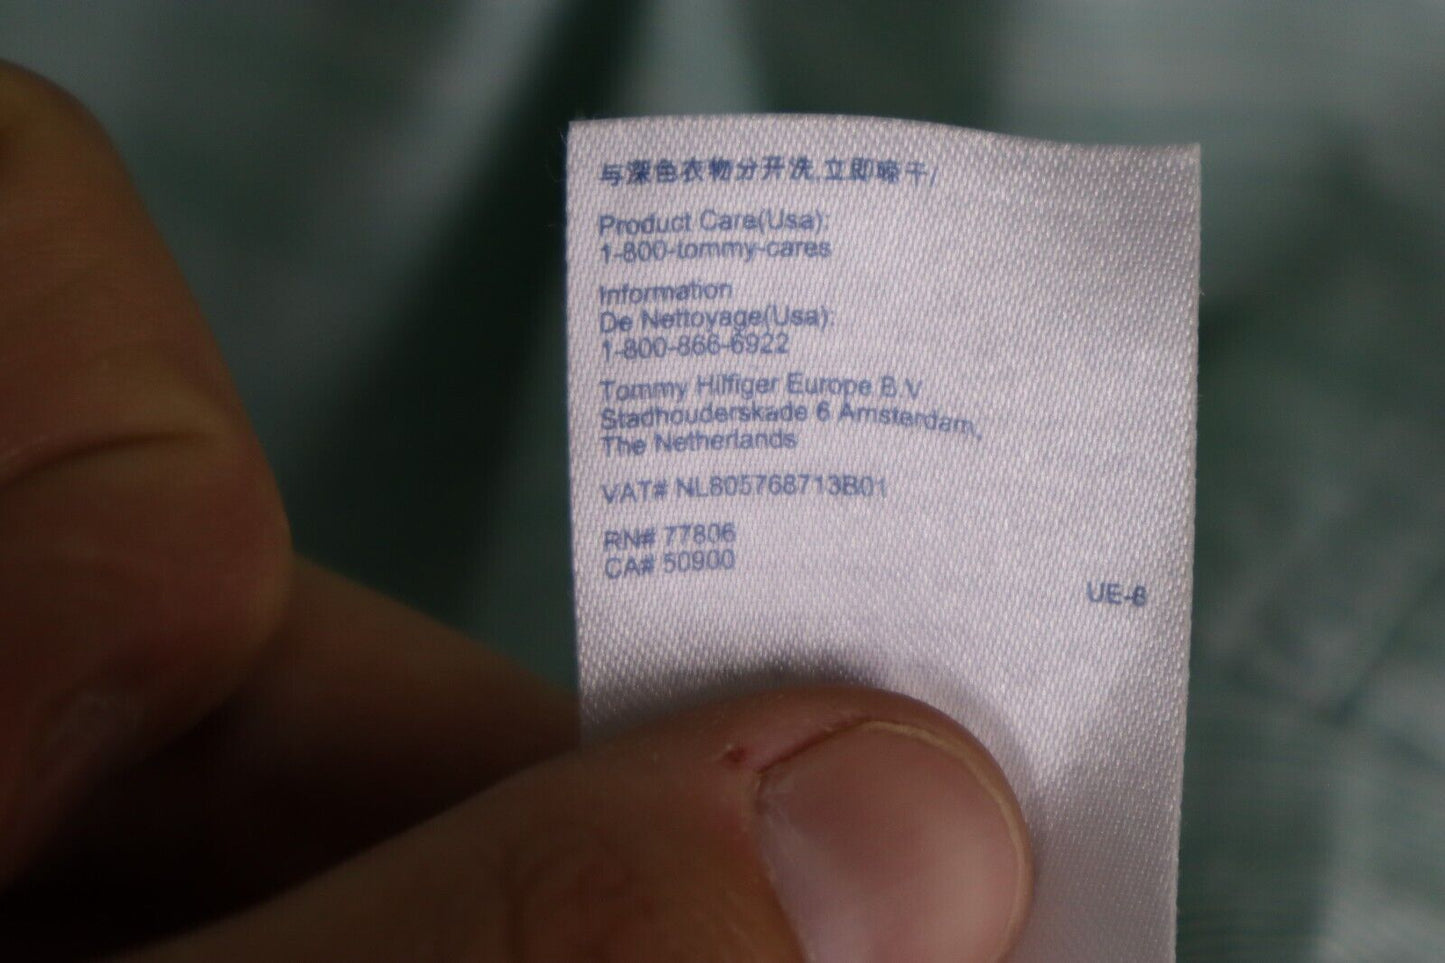 与深色衣物分开洗.立即晾干/
Product Care(Usa):
1-800-tommy-cares
Information
De Nettoyage(Usa):
1-800-866-6922
Tommy Hilfiger Europe B.V
Stadhouderskade 6 Amsterdam,
The Netherlands
VAT# NL805768713B01
RN# 77806
CA# 50900
UE-8